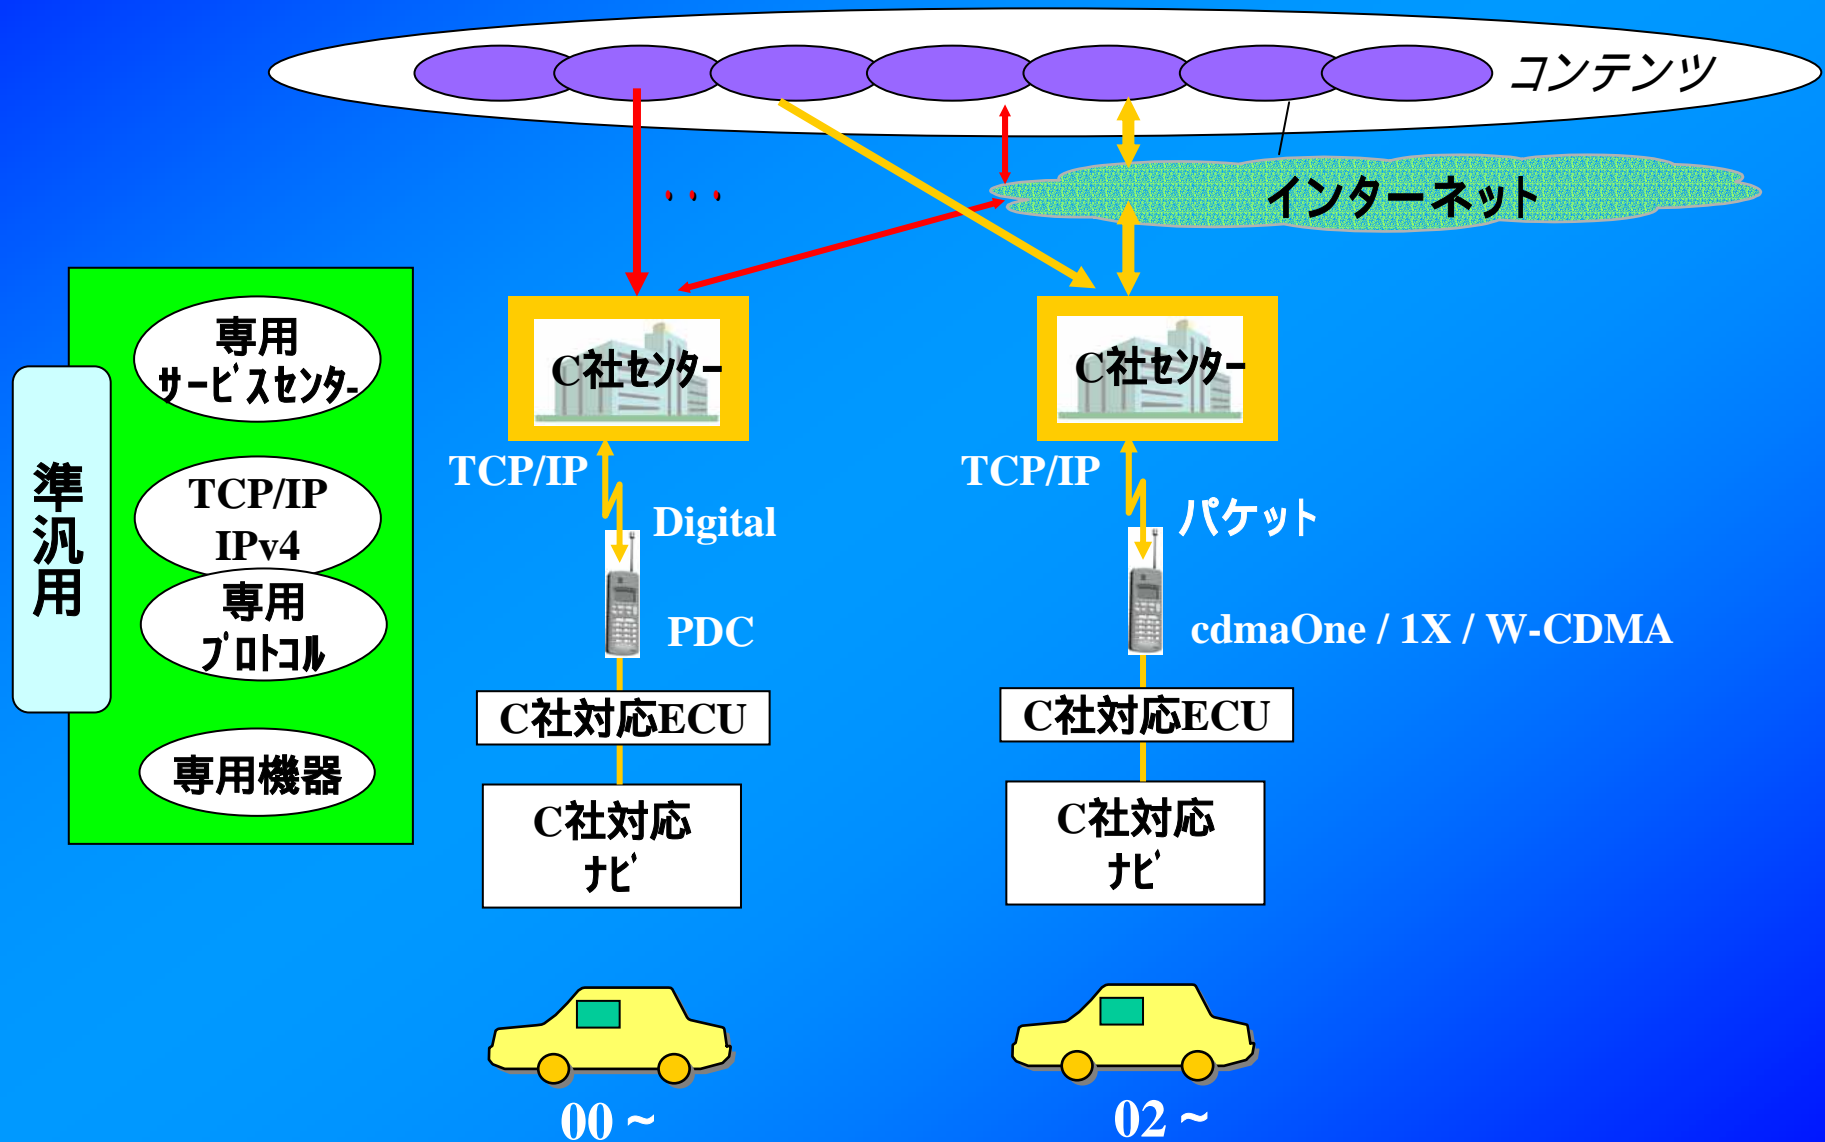 コンテンツ
・・・
インターネット
専用
サービスセンター
準汎用
TCP/IP
IPv4
専用
プロトコル
専用機器
C社センター
TCP/IP
Digital
PDC
C社対応ECU
C社対応
ナビ
00 ~
C社センター
TCP/IP
パケット
cdmaOne / 1X / W-CDMA
C社対応ECU
C社対応
ナビ
02 ~